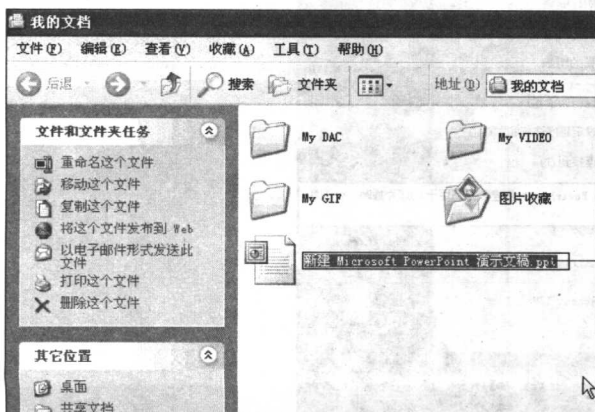 我的文档
文件(F) 编辑(E) 查看(V) 收藏(A) 工具(T) 帮助(H)
后退 搜索 文件夹 地址(D) 我的文档
文件和文件夹任务
重命名这个文件
移动这个文件
复制这个文件
将这个文件发布到 Web
以电子邮件形式发送此
文件
打印这个文件
删除这个文件
其它位置
桌面
共享文档
My DAC
My VIDEO
My GIF
图片收藏
新建 Microsoft PowerPoint 演示文稿.ppt